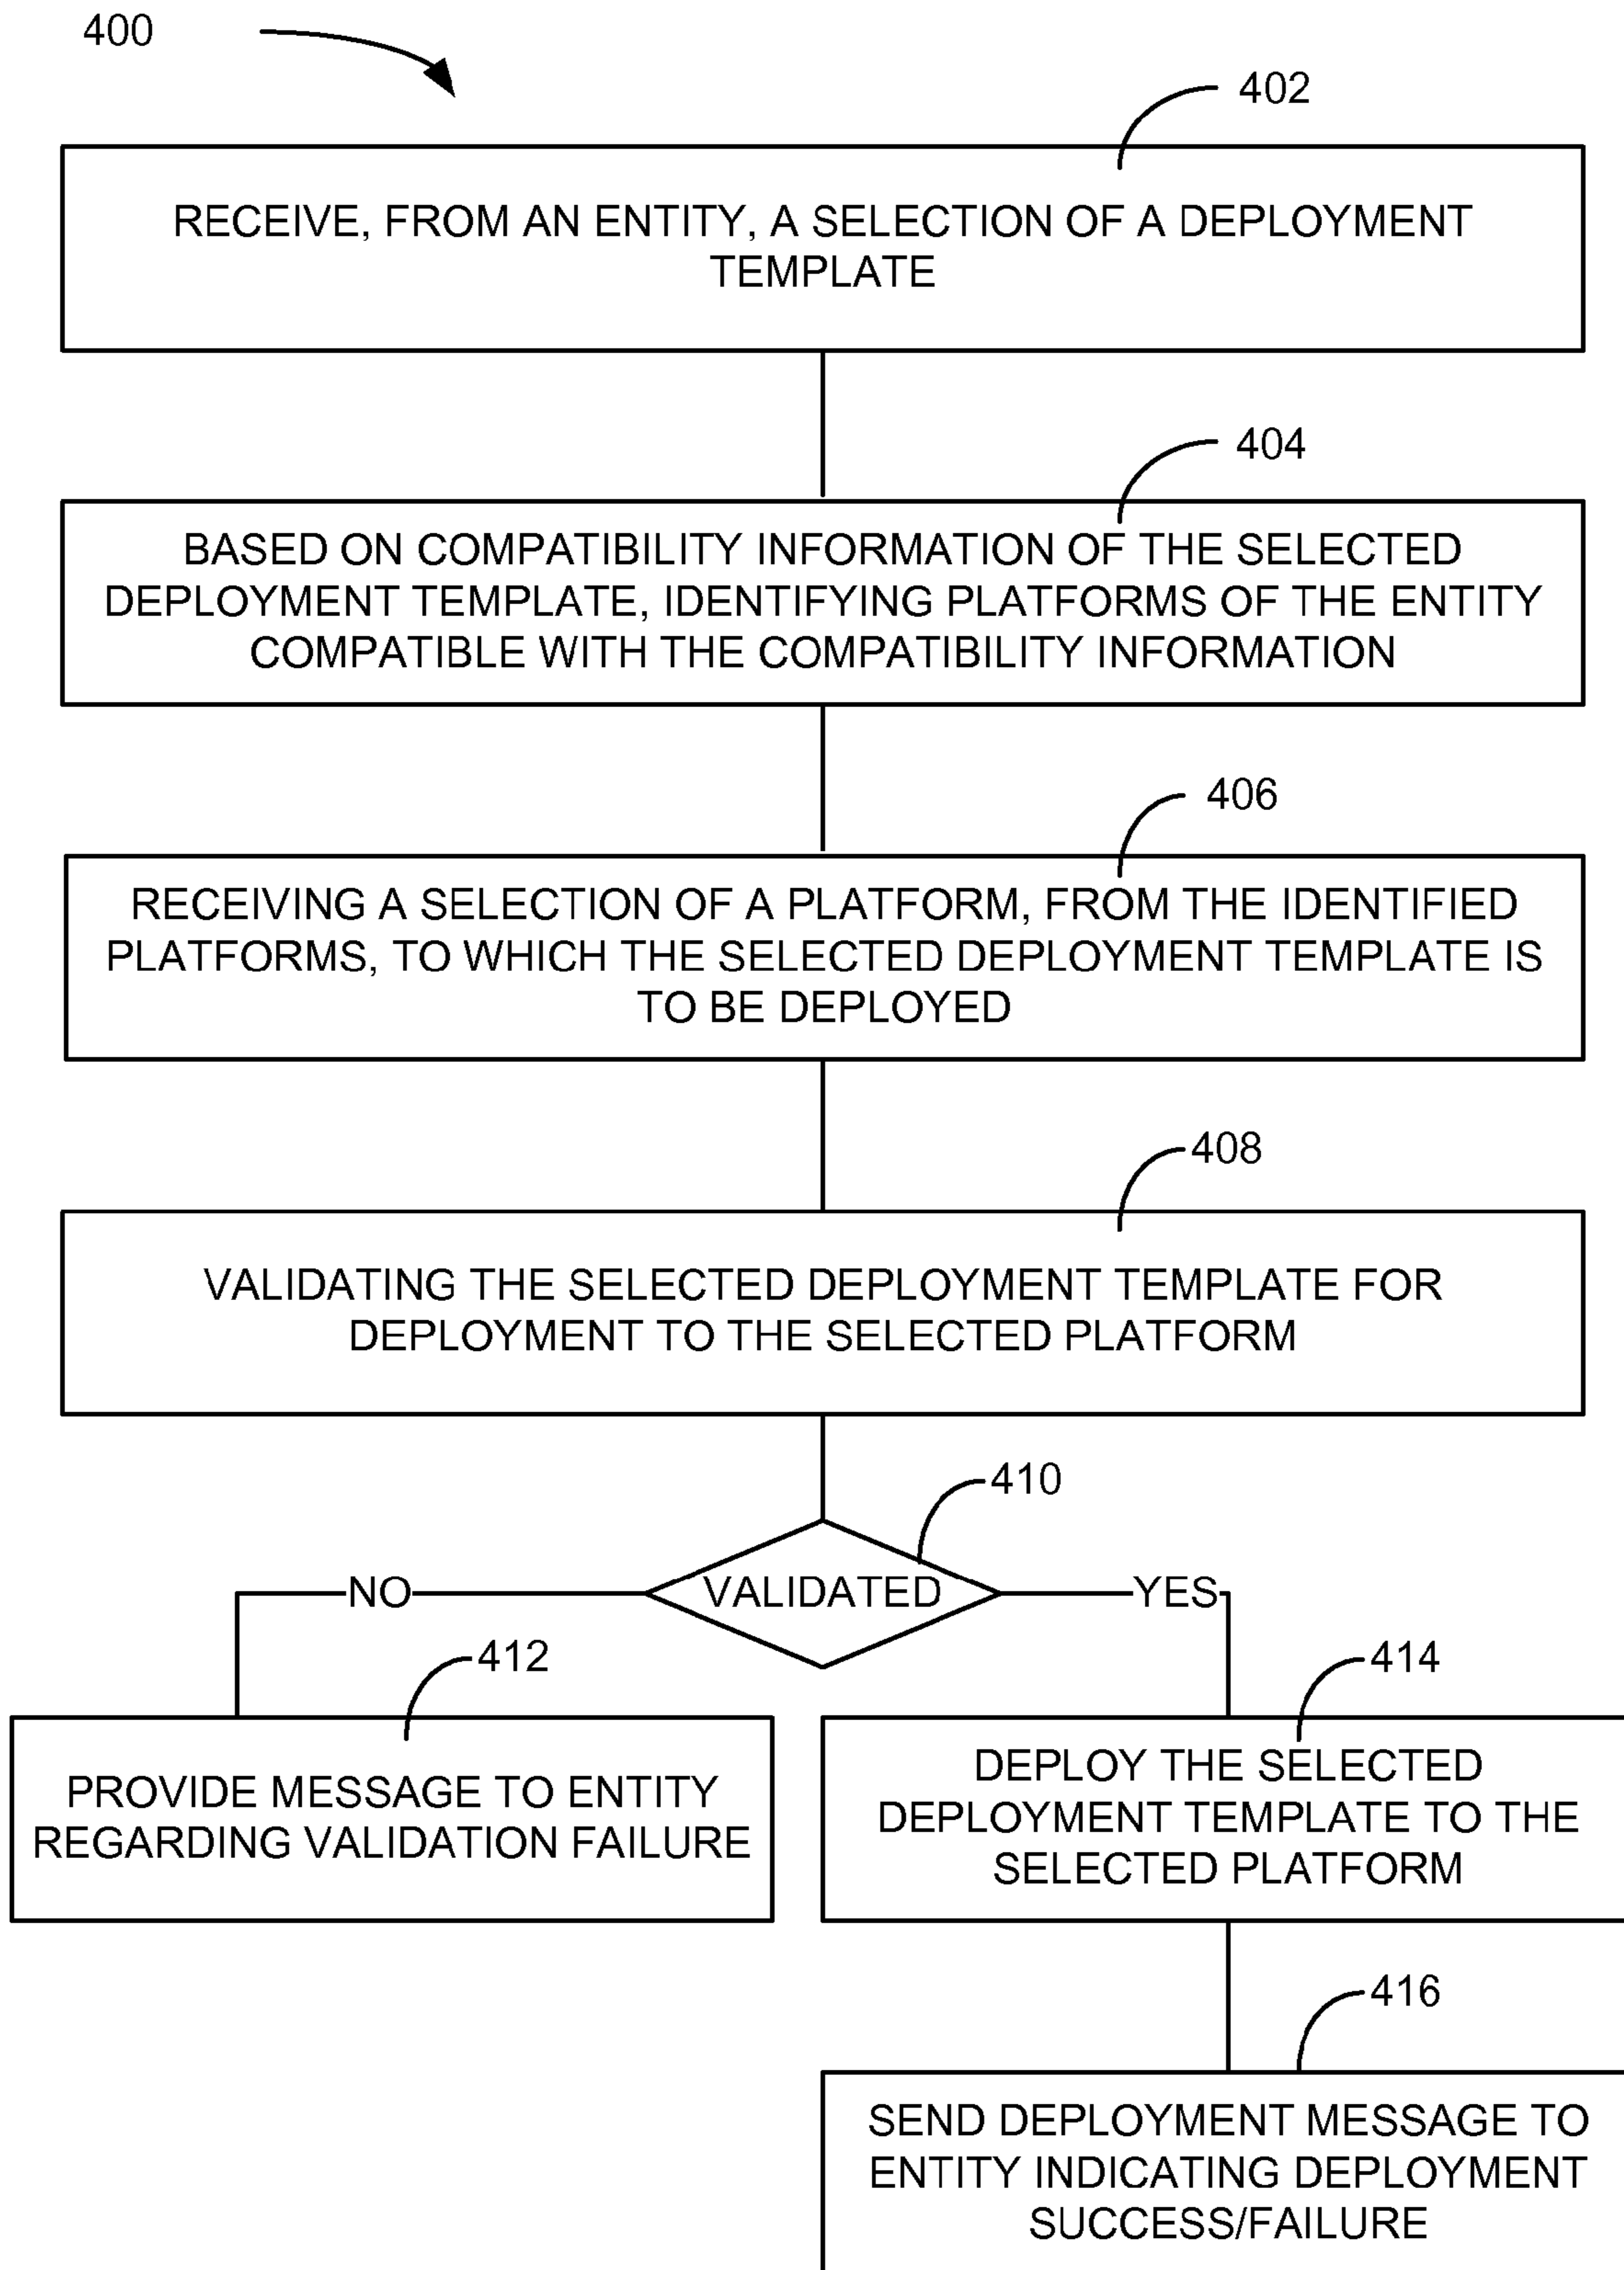 400
402
RECEIVE, FROM AN ENTITY, A SELECTION OF A DEPLOYMENT
TEMPLATE
404
BASED ON COMPATIBILITY INFORMATION OF THE SELECTED
DEPLOYMENT TEMPLATE, IDENTIFYING PLATFORMS OF THE ENTITY
COMPATIBLE WITH THE COMPATIBILITY INFORMATION
406
RECEIVING A SELECTION OF A PLATFORM, FROM THE IDENTIFIED
PLATFORMS, TO WHICH THE SELECTED DEPLOYMENT TEMPLATE IS
TO BE DEPLOYED
408
VALIDATING THE SELECTED DEPLOYMENT TEMPLATE FOR
DEPLOYMENT TO THE SELECTED PLATFORM
410
NO
VALIDATED
YES
412
PROVIDE MESSAGE TO ENTITY
REGARDING VALIDATION FAILURE
414
DEPLOY THE SELECTED
DEPLOYMENT TEMPLATE TO THE
SELECTED PLATFORM
416
SEND DEPLOYMENT MESSAGE TO
ENTITY INDICATING DEPLOYMENT
SUCCESS/FAILURE